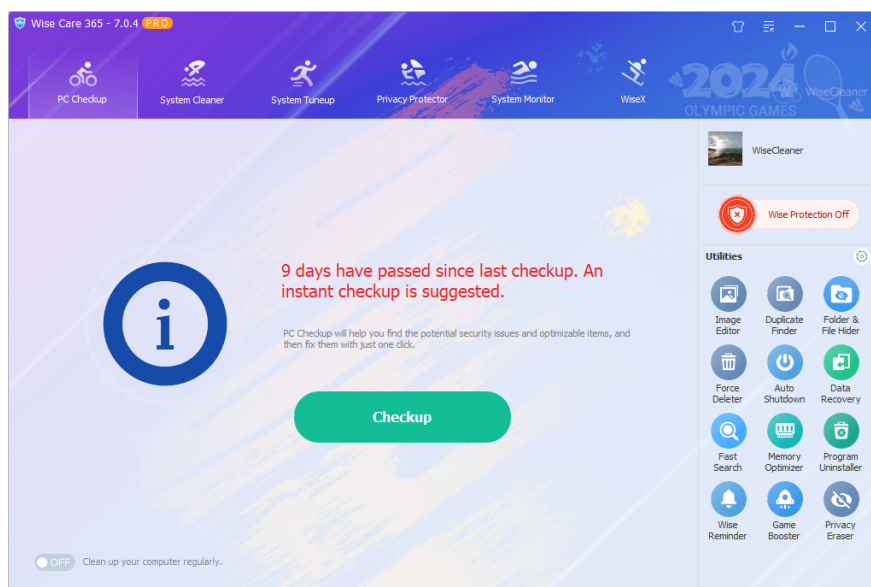 Wise Care 365 - 7.0.4 PRO
PC Checkup
System Cleaner
System Tuneup
Privacy Protector
System Monitor
WiseX
2024
OLYMPIC GAMES
W
WiseCleaner
WiseCleaner
Wise Protection Off
9 days have passed since last checkup. An
instant checkup is suggested.
PC Checkup will help you find the potential security issues and optimizable items, and
then fix them with just one click.
Checkup
OFF Clean up your computer regularly.
Utilities
Image
Editor
Duplicate
Finder
Folder &
File Hider
Force
Deleter
Auto
Shutdown
Data
Recovery
Fast
Search
Memory
Optimizer
Program
Uninstaller
Wise
Reminder
Game
Booster
Privacy
Eraser